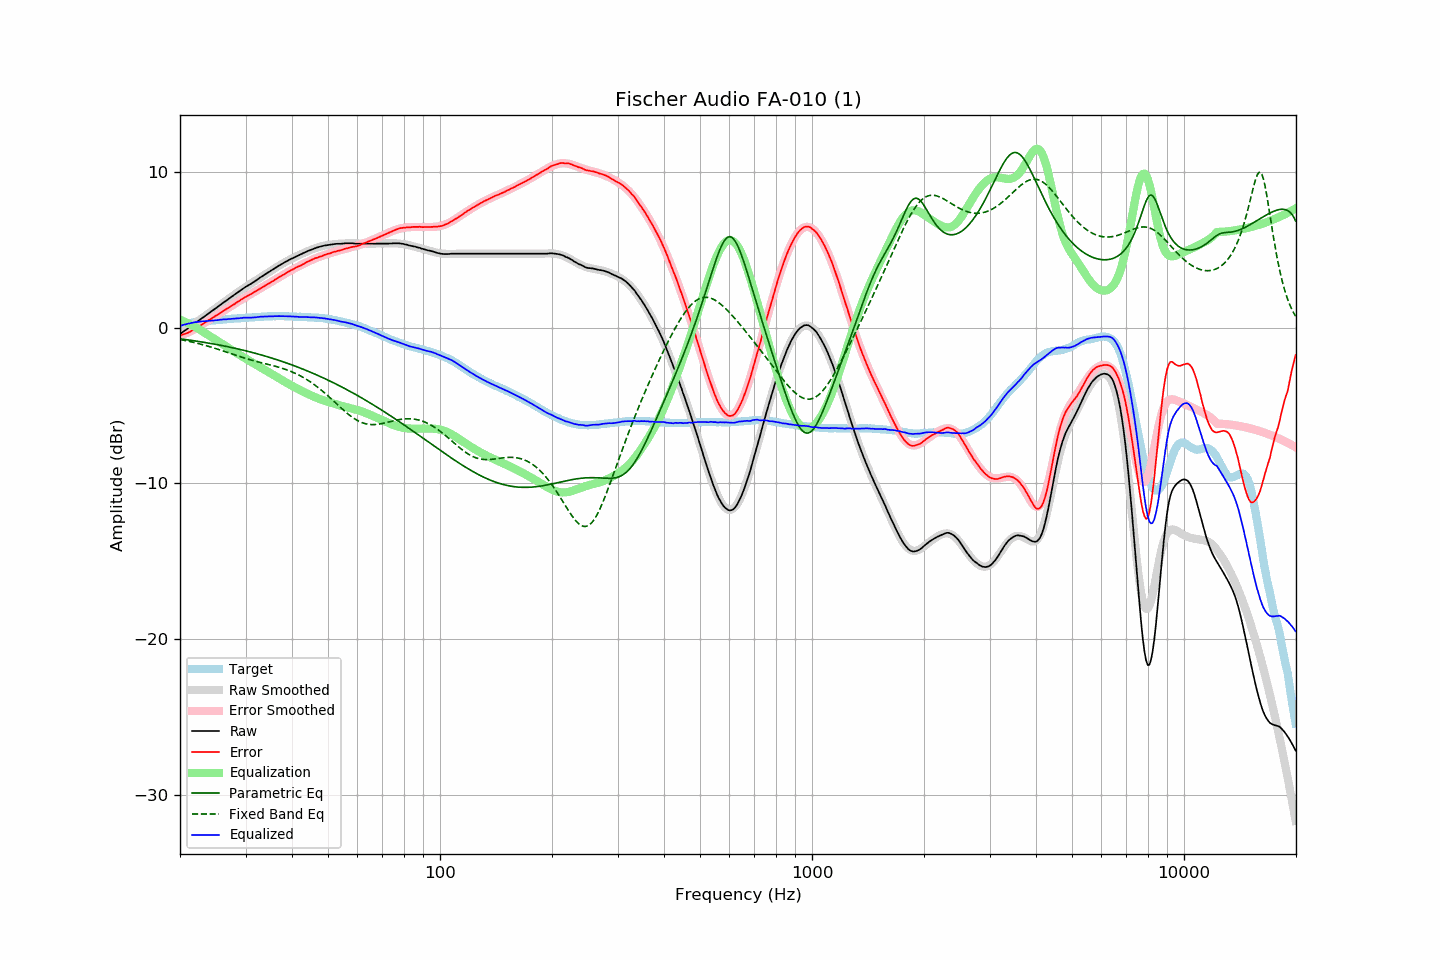 Fischer Audio FA-010 (1)
Amplitude (dBr)
10
0
−10
−20
−30
Target
Raw Smoothed
Error Smoothed
Raw
Error
Equalization
Parametric Eq
Fixed Band Eq
Equalized
100
1000
10000
Frequency (Hz)